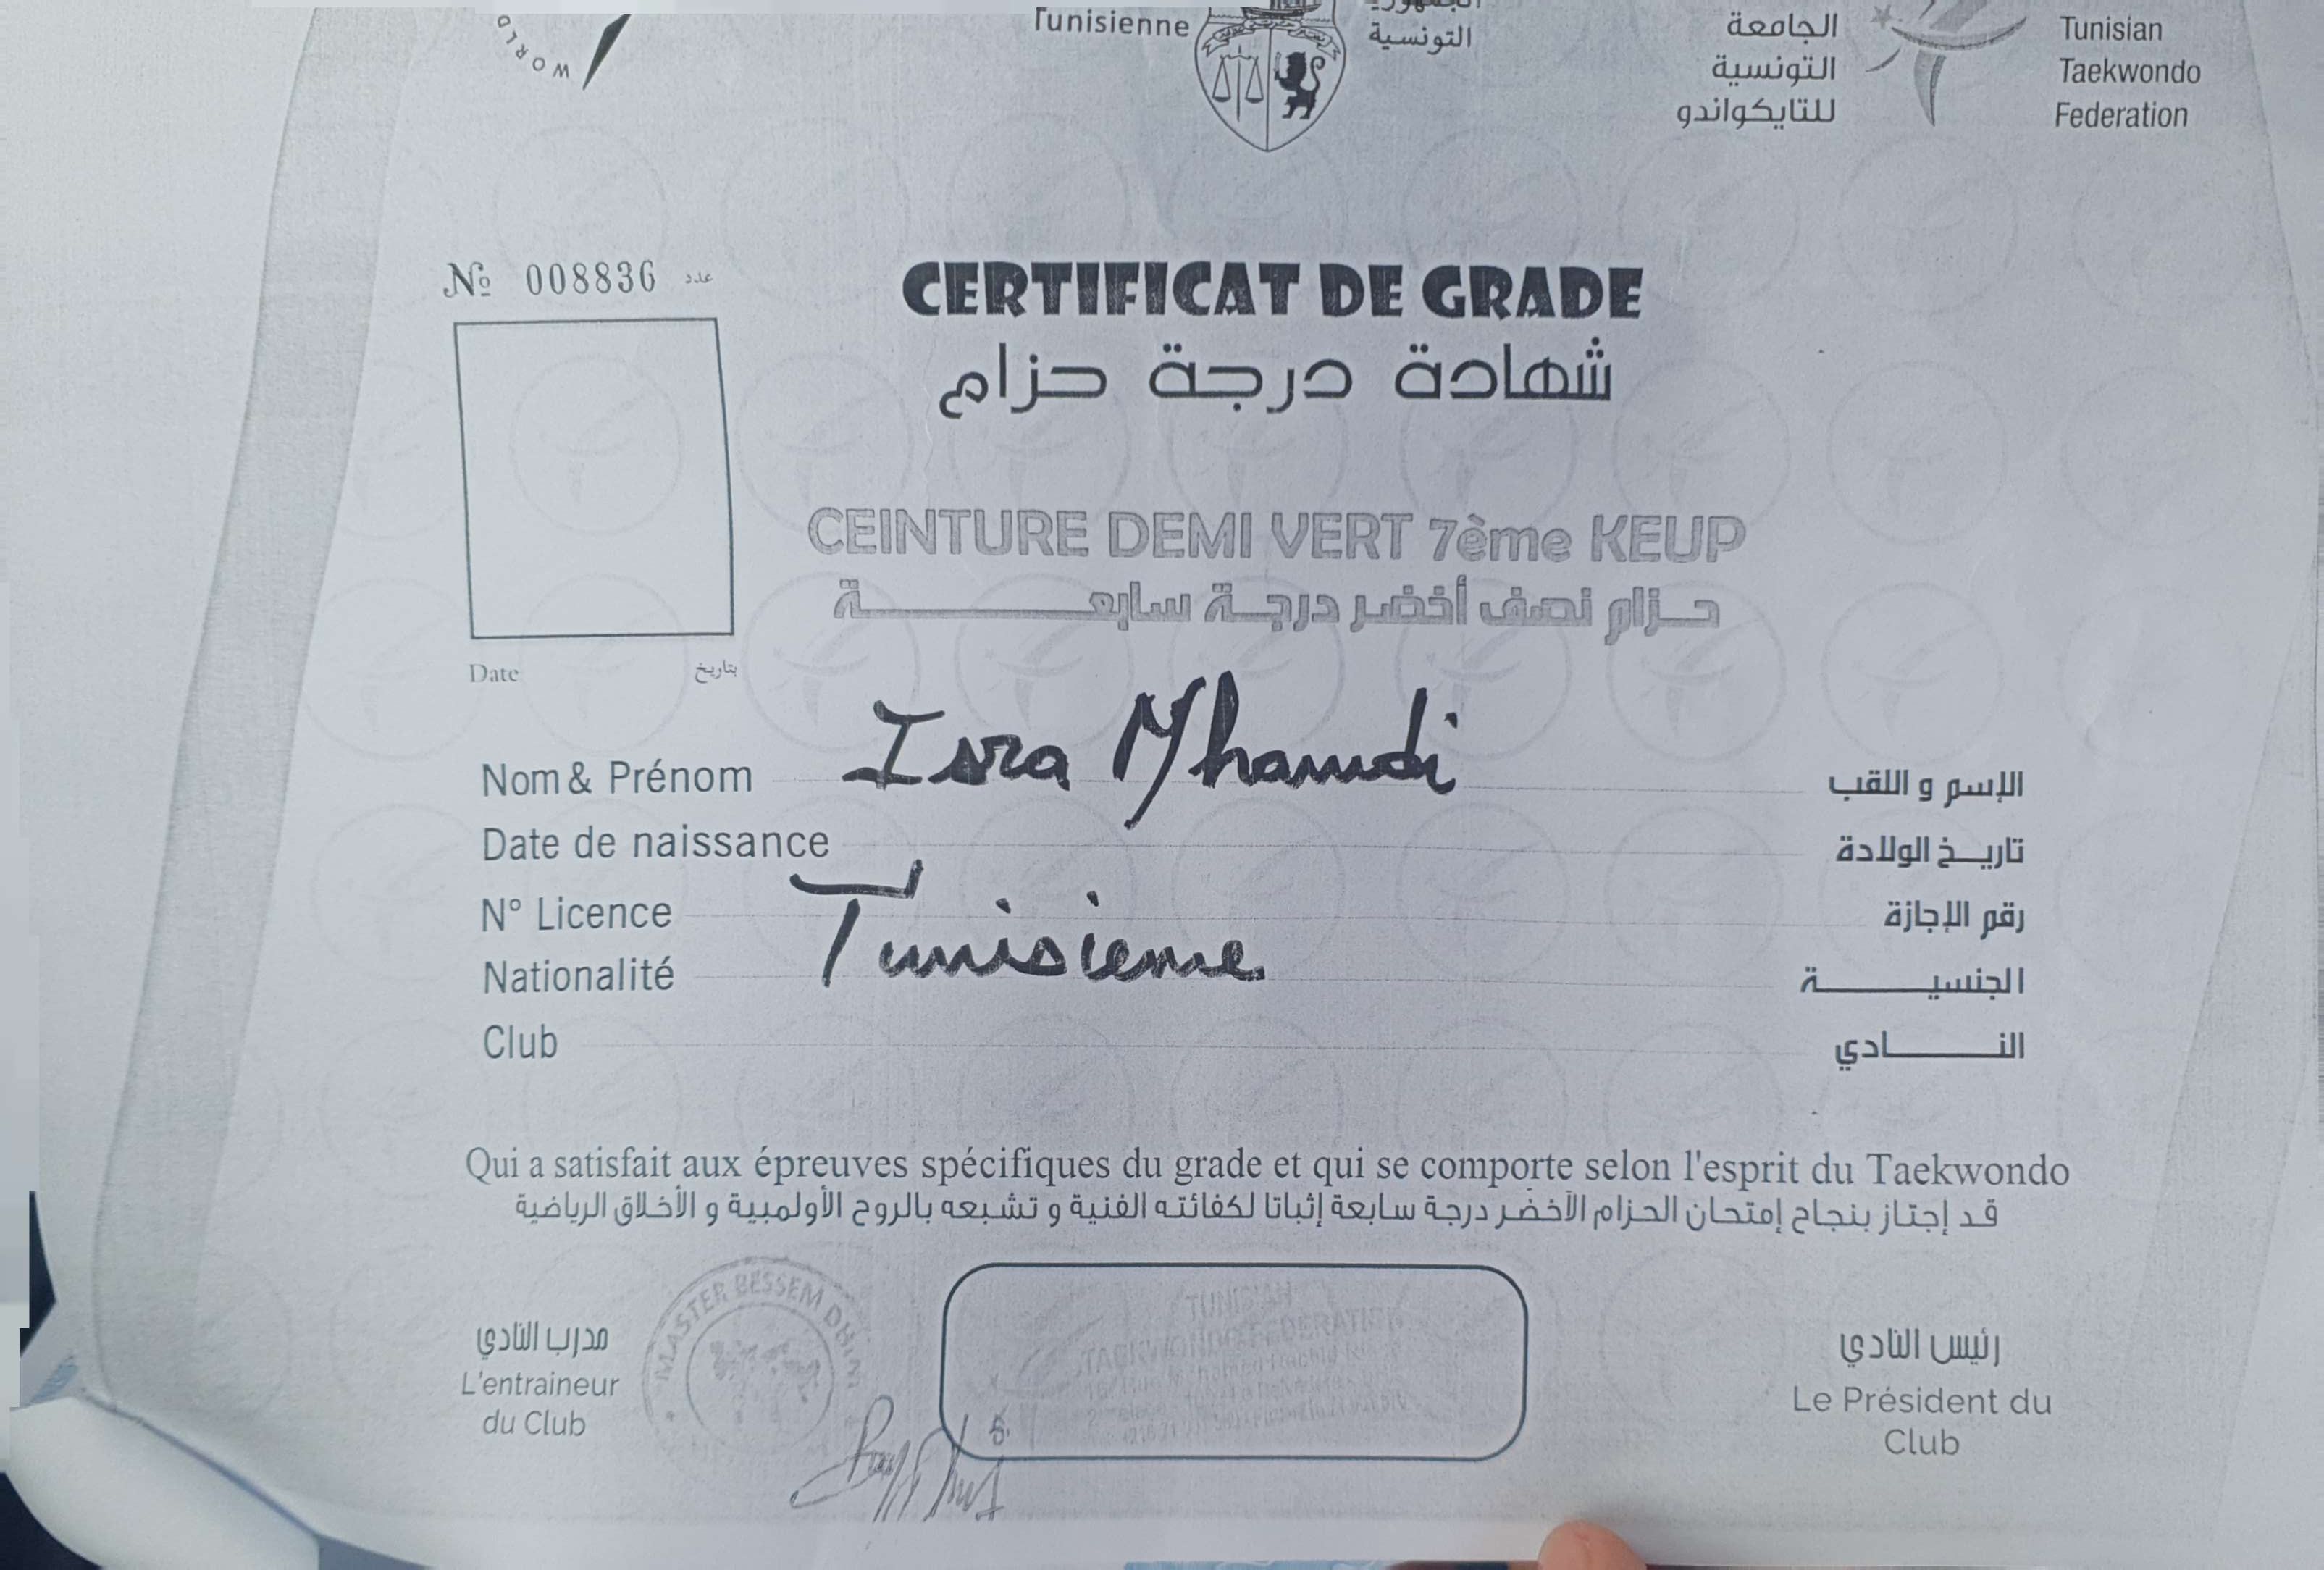 WORLD
Tunisienne
التونسية
الجامعة
التونسية
للتايكواندو
Tunisian
Taekwondo
Federation
№ 008836 عدد
CERTIFICAT DE GRADE
شهادة درجة حزام
CEINTURE DEMI VERT 7ème KEUP
حزام نصف أخضر درجة سابعة
Date بتاريخ
Nom & Prénom Isra Mhamdi الإسم و اللقب
Date de naissance تاريخ الولادة
N° Licence رقم الإجازة
Nationalité Tunisienne الجنسية
Club النادي
Qui a satisfait aux épreuves spécifiques du grade et qui se comporte selon l'esprit du Taekwondo
قد إجتاز بنجاح إمتحان الحزام الأخضر درجة سابعة إثباتا لكفائته الفنية و تشبعه بالروح الأولمبية و الأخلاق الرياضية
مدرب النادي
L'entraineur
du Club
MASTER BESSEM
TUNISIAN
TAEKWONDO FEDERATION
رئيس النادي
Le Président du
Club